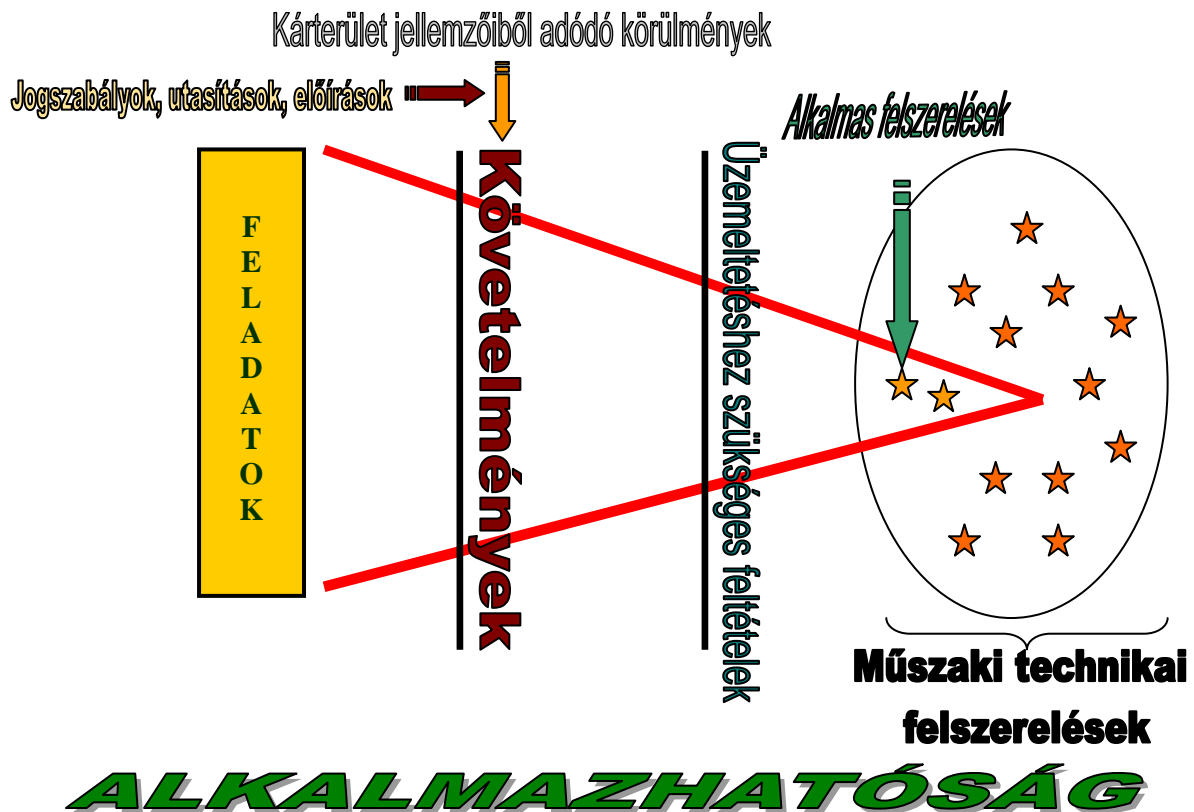 Kárterület jellemzőiből adódó körülmények
Jogszabályok, utasítások, előírások
Alkalmas felszerelések
FELADATOK
Követelmények
Üzemeltetéshez szükséges feltételek
Műszaki technikai
felszerelések
ALKALMAZHATÓSÁG